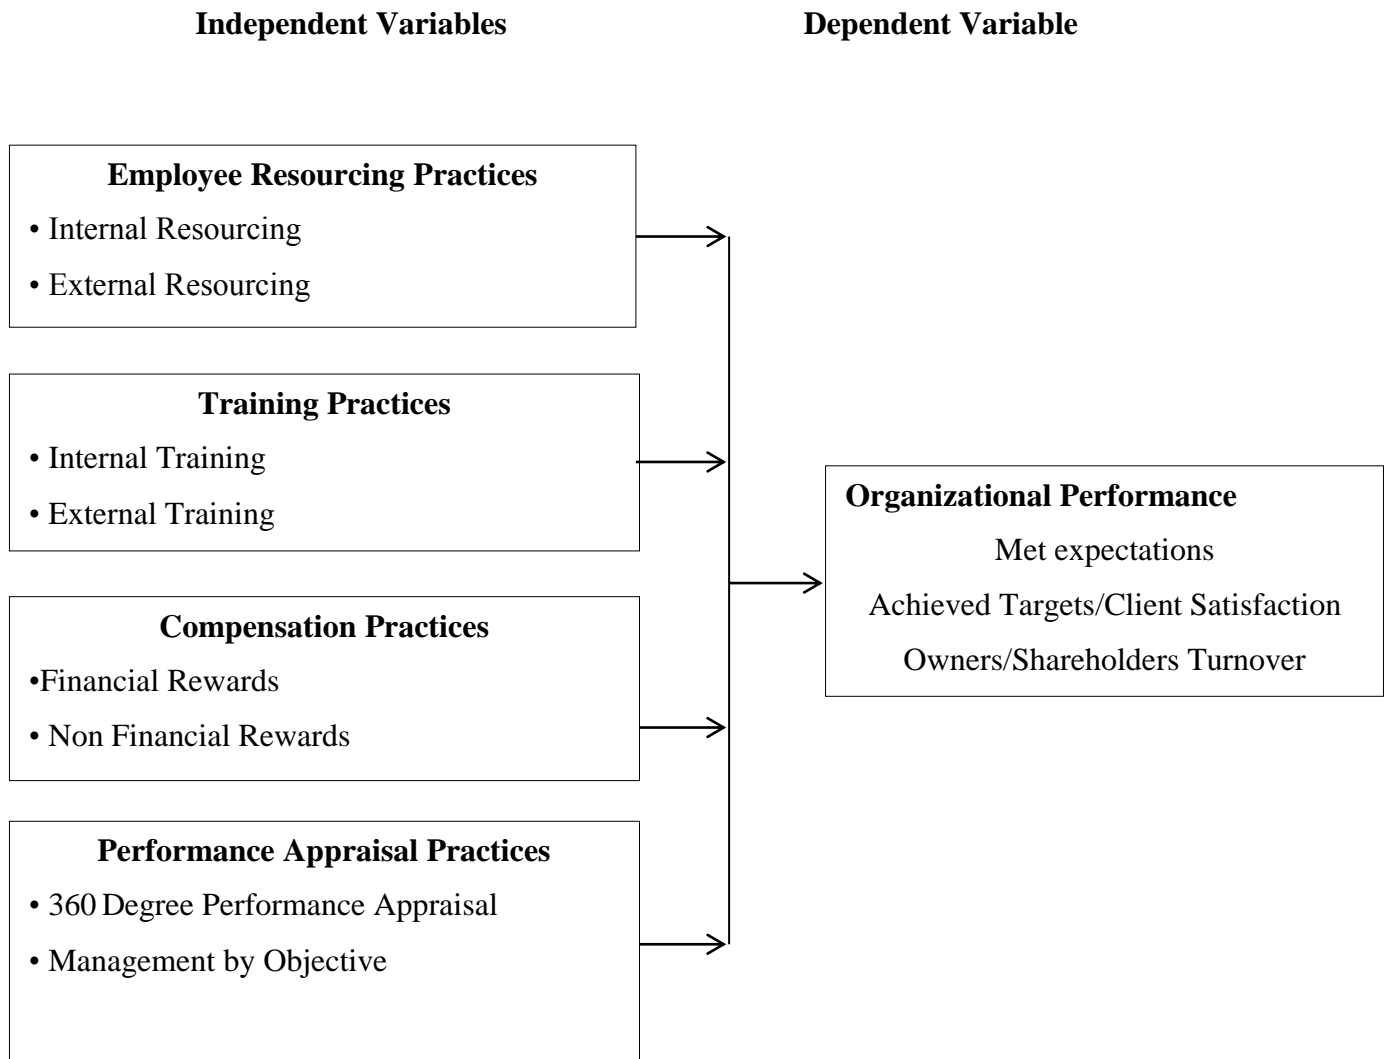 Independent Variables
Dependent Variable
Employee Resourcing Practices
• Internal Resourcing
• External Resourcing
Training Practices
• Internal Training
• External Training
Compensation Practices
•Financial Rewards
• Non Financial Rewards
Performance Appraisal Practices
• 360 Degree Performance Appraisal
• Management by Objective
Organizational Performance
Met expectations
Achieved Targets/Client Satisfaction
Owners/Shareholders Turnover